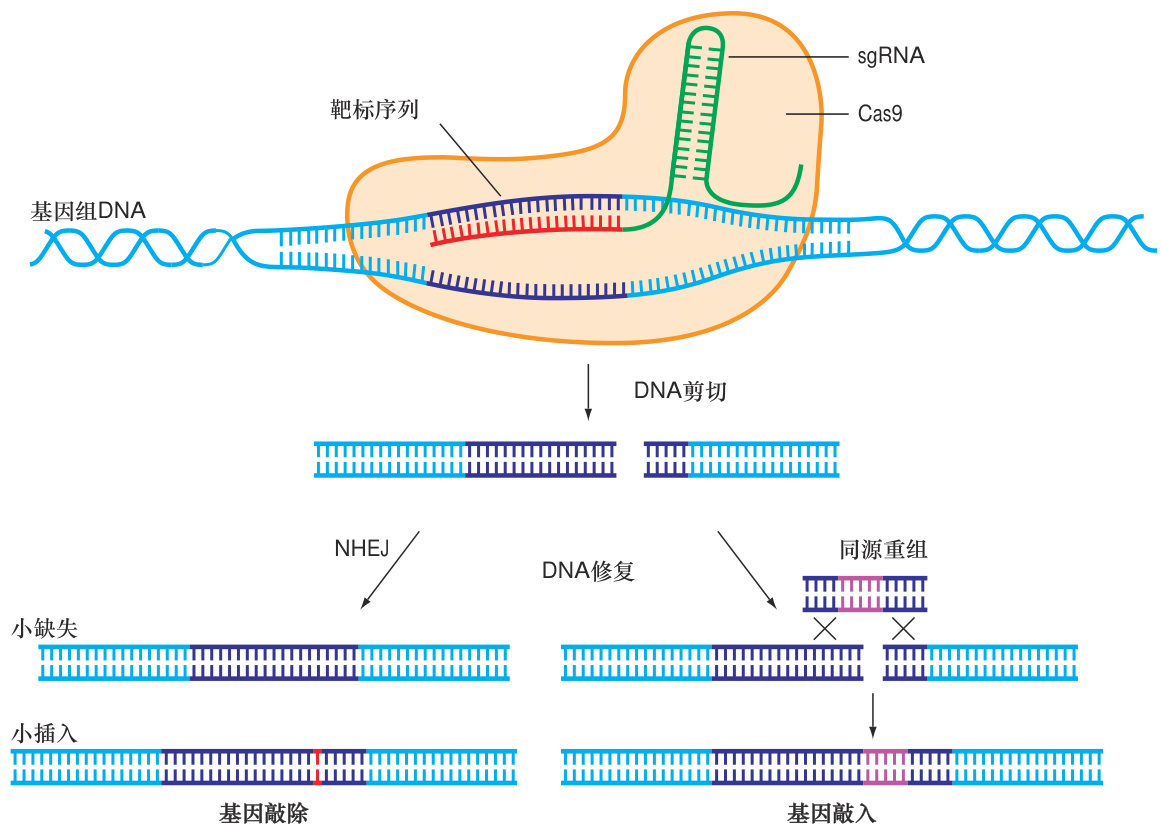 sgRNA
靶标序列
Cas9
基因组DNA
DNA剪切
NHEJ
DNA修复
同源重组
小缺失
小插入
基因敲除
基因敲入